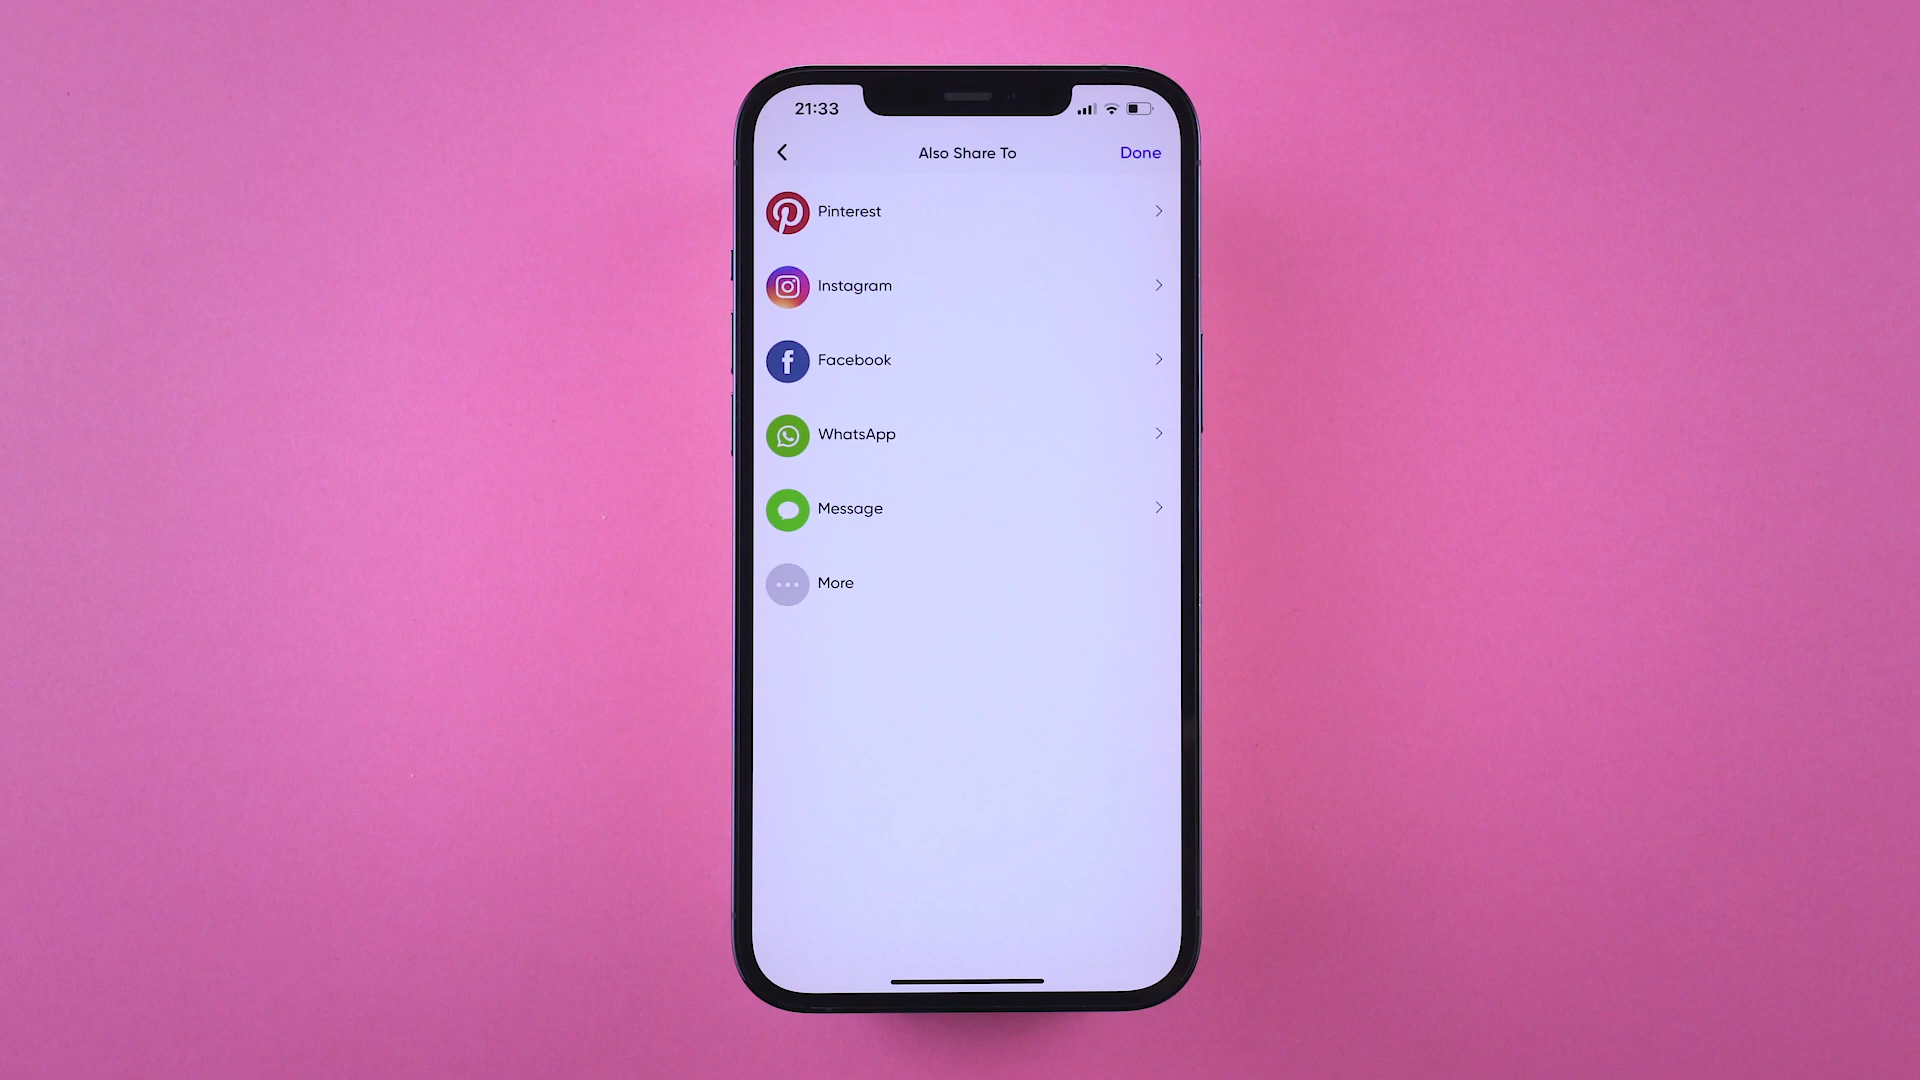 21:33
Also Share To
Done
Pinterest
Instagram
Facebook
WhatsApp
Message
More